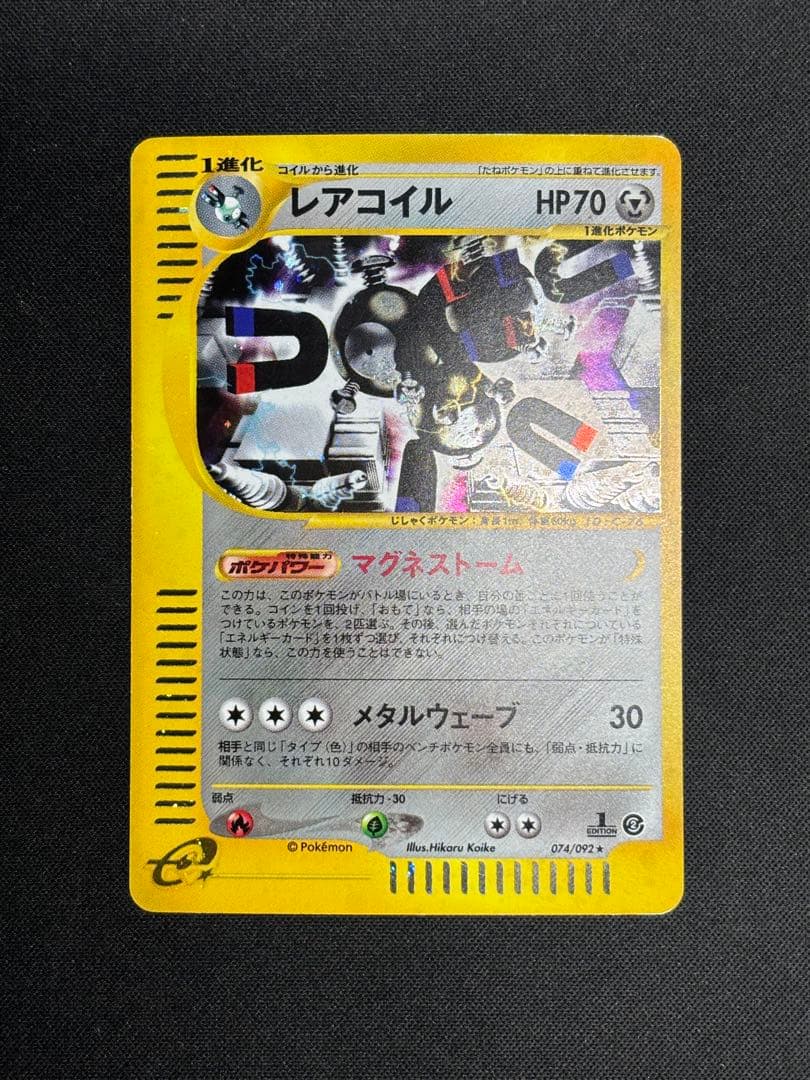 1進化 コイルから進化 「たねポケモン」の上に重ねて進化させます。
レアコイル HP70
1進化ポケモン
じしゃくポケモン:身長1m、体重60kg ID-C-76
特殊能力
ポケパワー マグネストーム
この力は、このポケモンがバトル場にいるとき、自分の番ごとに1回使うことが
できる。コインを1回投げ、「おもて」なら、相手の場の「エネルギーカード」を
つけているポケモンを、2匹選ぶ。その後、選んだポケモンそれぞれについている
「エネルギーカード」を1枚ずつ選び、それぞれにつけ替える。このポケモンが「特殊
状態」なら、この力を使うことはできない。
メタルウェーブ 30
相手と同じ「タイプ(色)」の相手のベンチポケモン全員にも、「弱点・抵抗力」に
関係なく、それぞれ10ダメージ。
弱点 抵抗力-30 にげる
1 EDITION 2
©Pokémon Illus.Hikaru Koike 074/092★
e